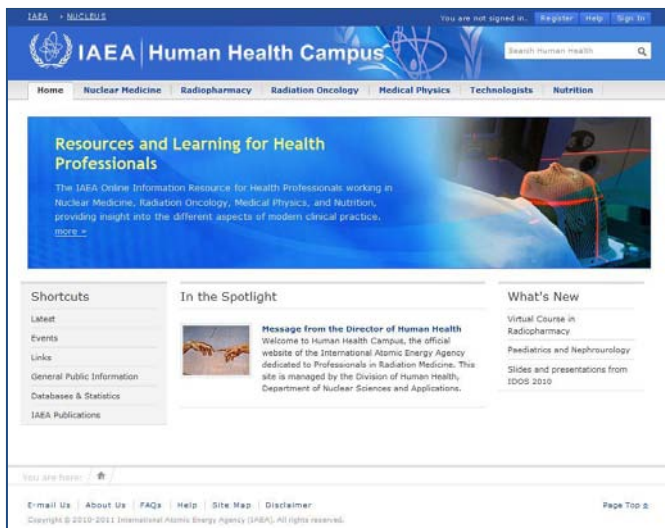 IAEA › NUCLEUS
You are not signed in. Register Help Sign In
IAEA Human Health Campus
Search Human Health
Home Nuclear Medicine Radiopharmacy Radiation Oncology Medical Physics Technologists Nutrition
Resources and Learning for Health
Professionals
The IAEA Online Information Resource for Health Professionals working in
Nuclear Medicine, Radiation Oncology, Medical Physics, and Nutrition,
providing insight into the different aspects of modern clinical practice.
more »
Shortcuts
Latest
Events
Links
General Public Information
Databases & Statistics
IAEA Publications
In the Spotlight
Message from the Director of Human Health
Welcome to Human Health Campus, the official
website of the International Atomic Energy Agency
dedicated to Professionals in Radiation Medicine. This
site is managed by the Division of Human Health,
Department of Nuclear Sciences and Applications.
What's New
Virtual Course in
Radiopharmacy
Paediatrics and Nephrourology
Slides and presentations from
IDOS 2010
You are here:
E-mail Us About Us FAQs Help Site Map Disclaimer
Page Top
Copyright © 2010-2011 International Atomic Energy Agency (IAEA). All rights reserved.